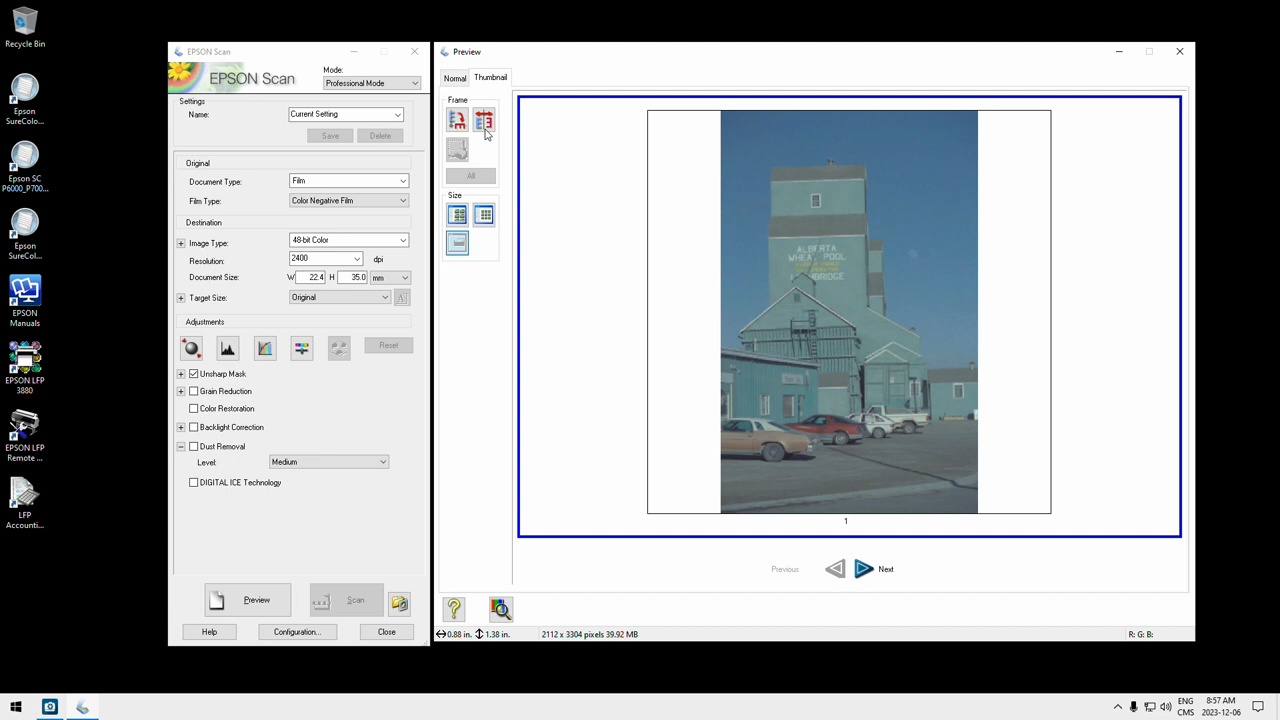 Recycle Bin
Epson
SureColo...
Epson SC
P6000_P700...
Epson
SureColo...
EPSON
Manuals
EPSON LFP
3880
EPSON LFP
Remote ...
LFP
Accounti...
EPSON Scan
EPSON Scan
Mode:
Professional Mode
Settings
Name:
Current Setting
Save
Delete
Original
Document Type:
Film
Film Type:
Color Negative Film
Destination
Image Type:
48-bit Color
Resolution:
2400
dpi
Document Size:
W
22.4
H
35.0
mm
Target Size:
Original
Adjustments
Reset
Unsharp Mask
Grain Reduction
Color Restoration
Backlight Correction
Dust Removal
Level:
Medium
DIGITAL ICE Technology
Preview
Scan
Help
Configuration...
Close
Preview
Normal
Thumbnail
Frame
All
Size
ALBERTA
WHEAT POOL
1
Previous
Next
0.88 in.
1.38 in.
2112 x 3304 pixels 39.92 MB
R: G: B:
ENG
CMS
8:57 AM
2023-12-06